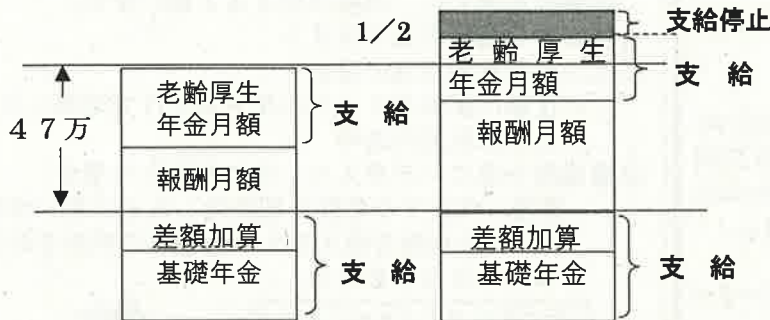 1／2
支給停止
老 齢 厚 生
年金月額
支 給
報酬月額
差額加算
基礎年金
支 給
47万
老齢厚生
年金月額
支 給
報酬月額
差額加算
基礎年金
支 給